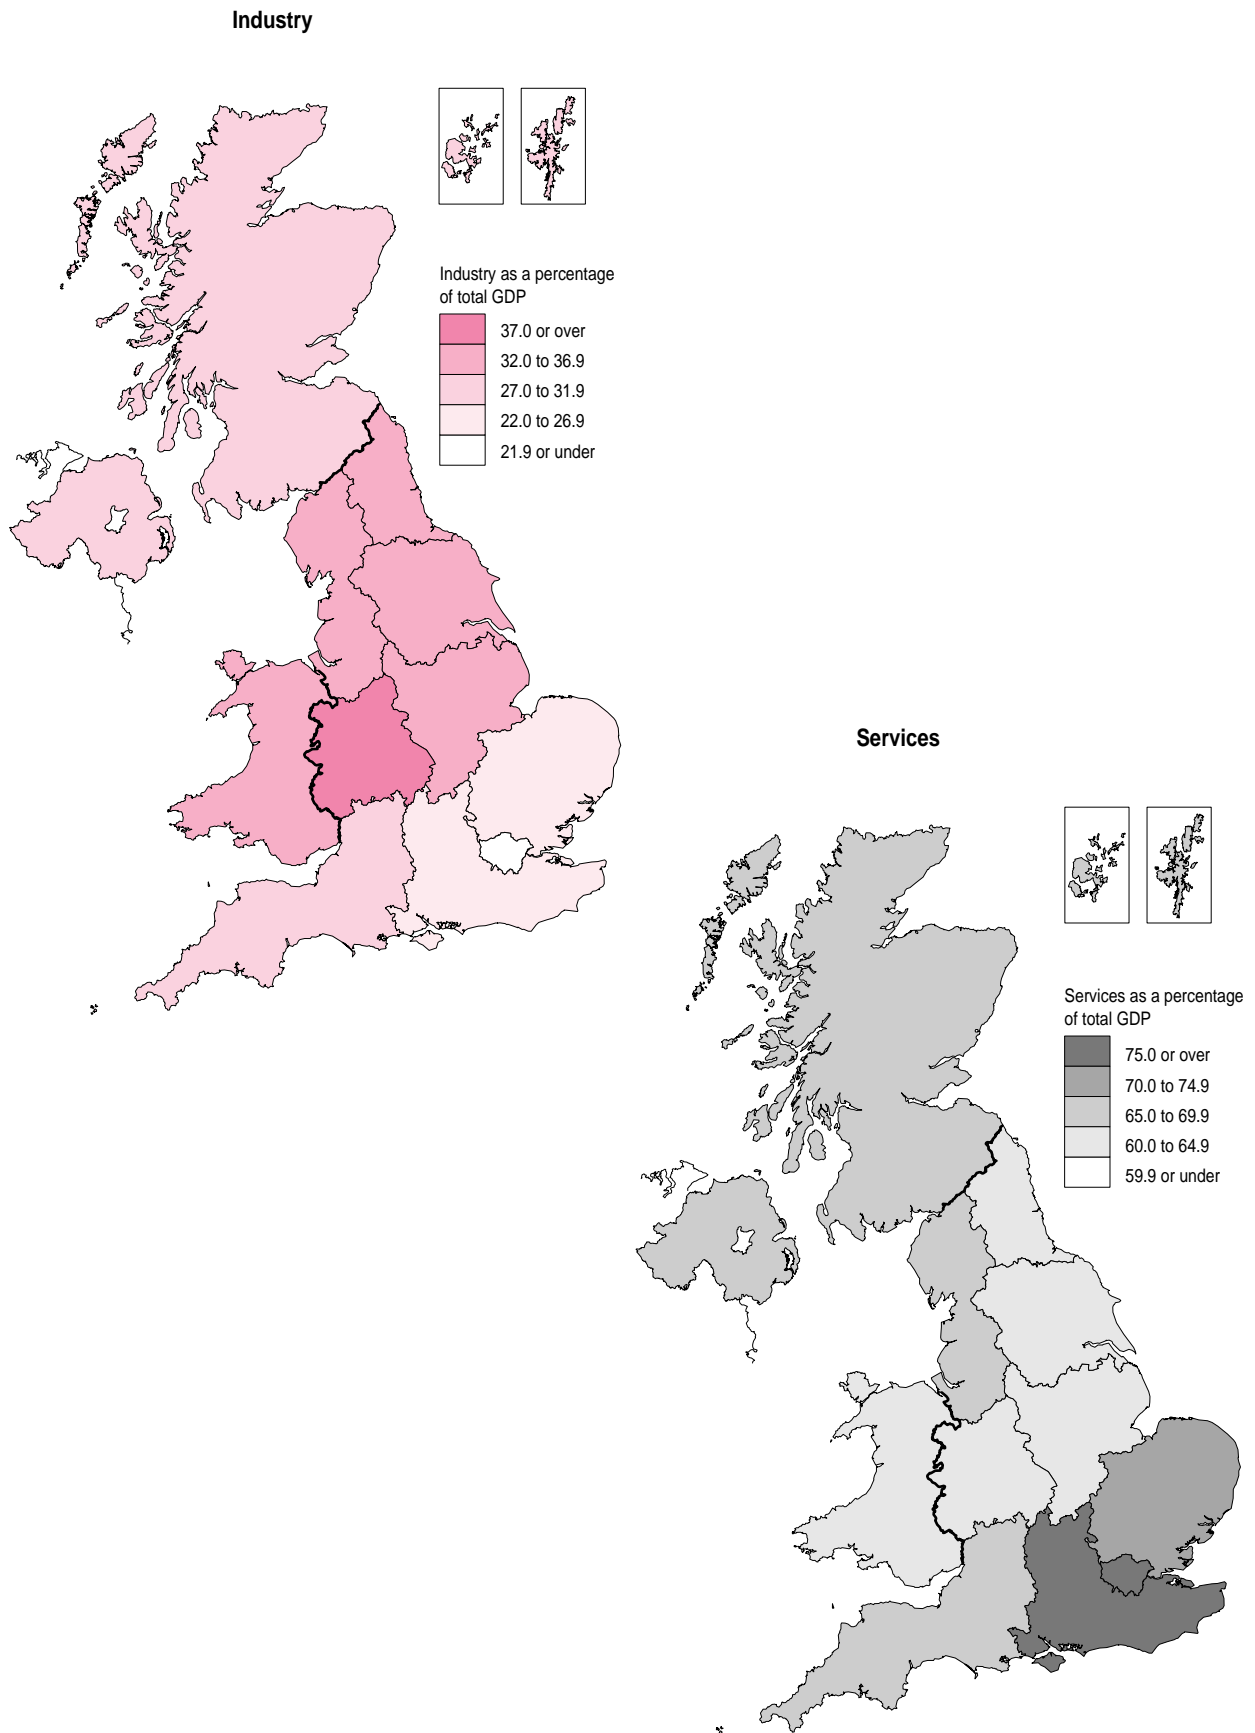 Industry
Industry as a percentage
of total GDP
37.0 or over
32.0 to 36.9
27.0 to 31.9
22.0 to 26.9
21.9 or under
Services
Services as a percentage
of total GDP
75.0 or over
70.0 to 74.9
65.0 to 69.9
60.0 to 64.9
59.9 or under